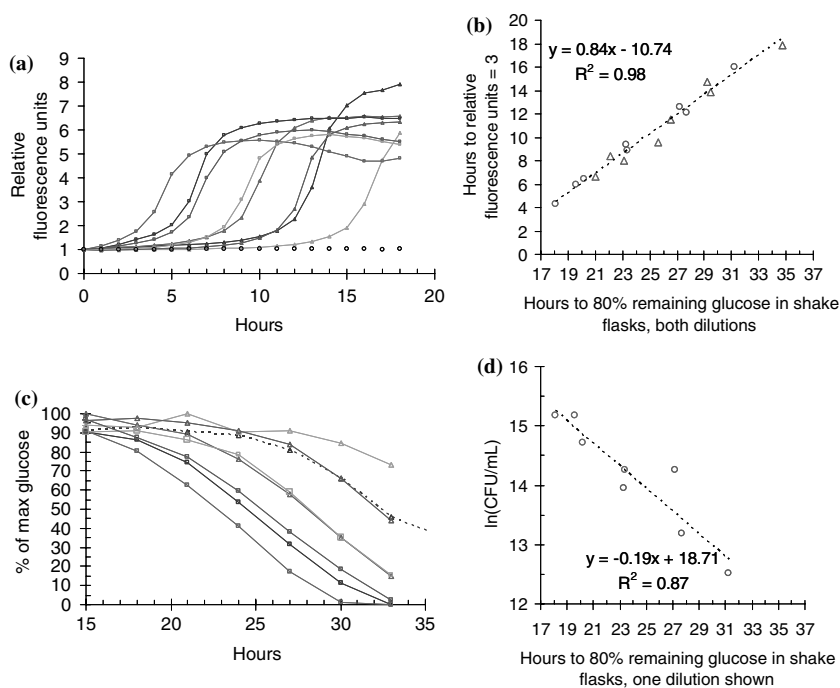 (a)
9
8
7
6
5
4
3
2
1
0
Relative
fluorescence units
0 5 10 15 20
Hours
(b)
20
18
16
14
12
10
8
6
4
2
0
Hours to relative
fluorescence units = 3
y = 0.84x - 10.74
R² = 0.98
17 19 21 23 25 27 29 31 33 35 37
Hours to 80% remaining glucose in shake
flasks, both dilutions
(c)
100
90
80
70
60
50
40
30
20
10
0
% of max glucose
15 20 25 30 35
Hours
(d)
16
15
14
13
12
ln(CFU/mL)
y = -0.19x + 18.71
R² = 0.87
17 19 21 23 25 27 29 31 33 35 37
Hours to 80% remaining glucose in shake
flasks, one dilution shown